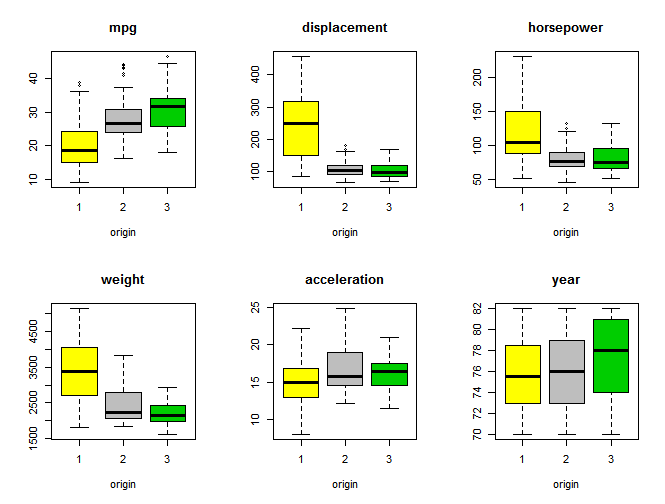 mpg
displacement
horsepower
10 20 30 40
100 200 300 400
50 100 150 200
1 2 3
1 2 3
1 2 3
origin
origin
origin
weight
acceleration
year
1500 2500 3500 4500
10 15 20 25
70 72 74 76 78 80 82
1 2 3
1 2 3
1 2 3
origin
origin
origin